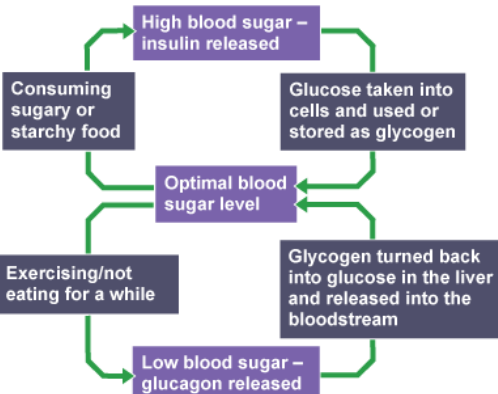 High blood sugar –
insulin released
Consuming
sugary or
starchy food
Glucose taken into
cells and used or
stored as glycogen
Optimal blood
sugar level
Exercising/not
eating for a while
Glycogen turned back
into glucose in the liver
and released into the
bloodstream
Low blood sugar –
glucagon released